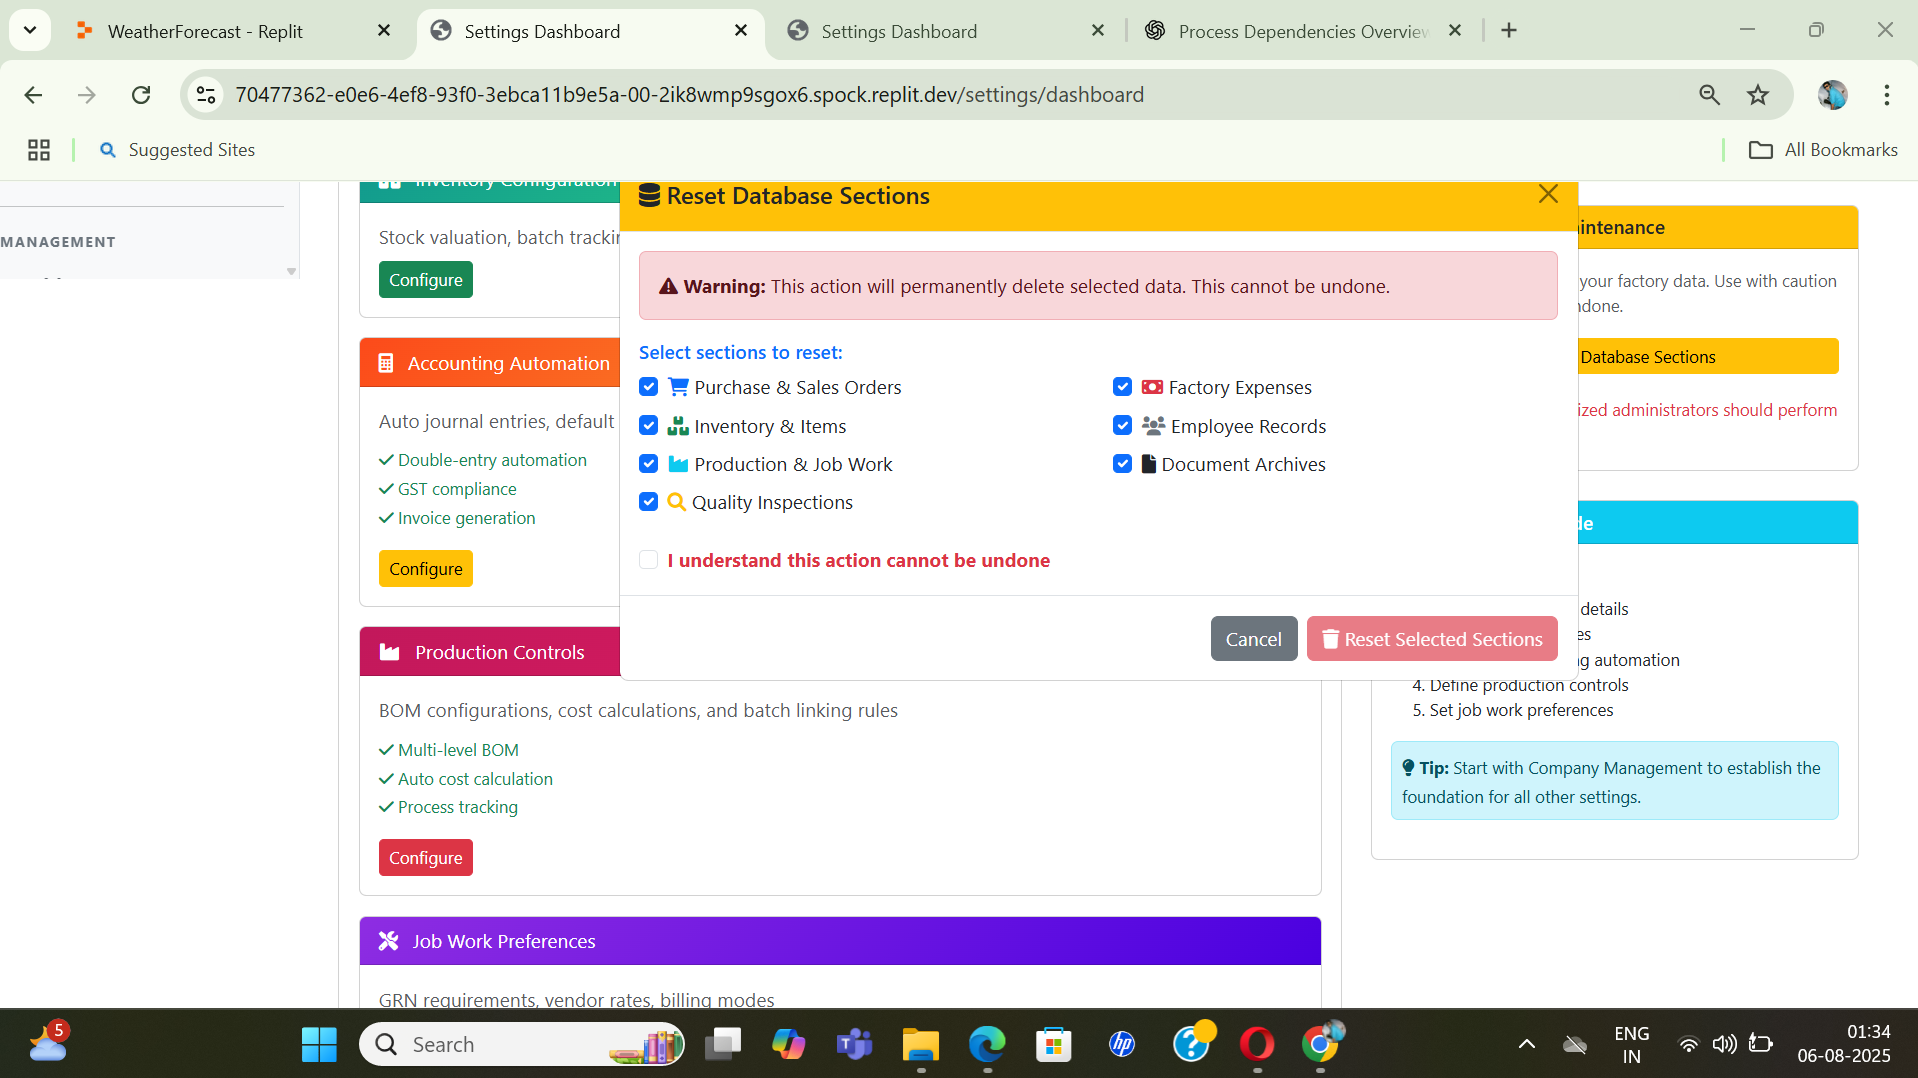 WeatherForecast - Replit
Settings Dashboard
Settings Dashboard
Process Dependencies Overview
70477362-e0e6-4ef8-93f0-3ebca11b9e5a-00-2ik8wmp9sgox6.spock.replit.dev/settings/dashboard
Suggested Sites
All Bookmarks
MANAGEMENT
Inventory Configuration
Stock valuation, batch trackin
Configure
Accounting Automation
Auto journal entries, default
Double-entry automation
GST compliance
Invoice generation
Configure
Production Controls
BOM configurations, cost calculations, and batch linking rules
Multi-level BOM
Auto cost calculation
Process tracking
Configure
Job Work Preferences
GRN requirements, vendor rates, billing modes
Reset Database Sections
Warning: This action will permanently delete selected data. This cannot be undone.
Select sections to reset:
Purchase & Sales Orders
Inventory & Items
Production & Job Work
Quality Inspections
Factory Expenses
Employee Records
Document Archives
I understand this action cannot be undone
Cancel
Reset Selected Sections
intenance
your factory data. Use with caution
ndone.
Database Sections
ized administrators should perform
de
details
es
g automation
4. Define production controls
5. Set job work preferences
Tip: Start with Company Management to establish the
foundation for all other settings.
5
Search
ENG
IN
01:34
06-08-2025